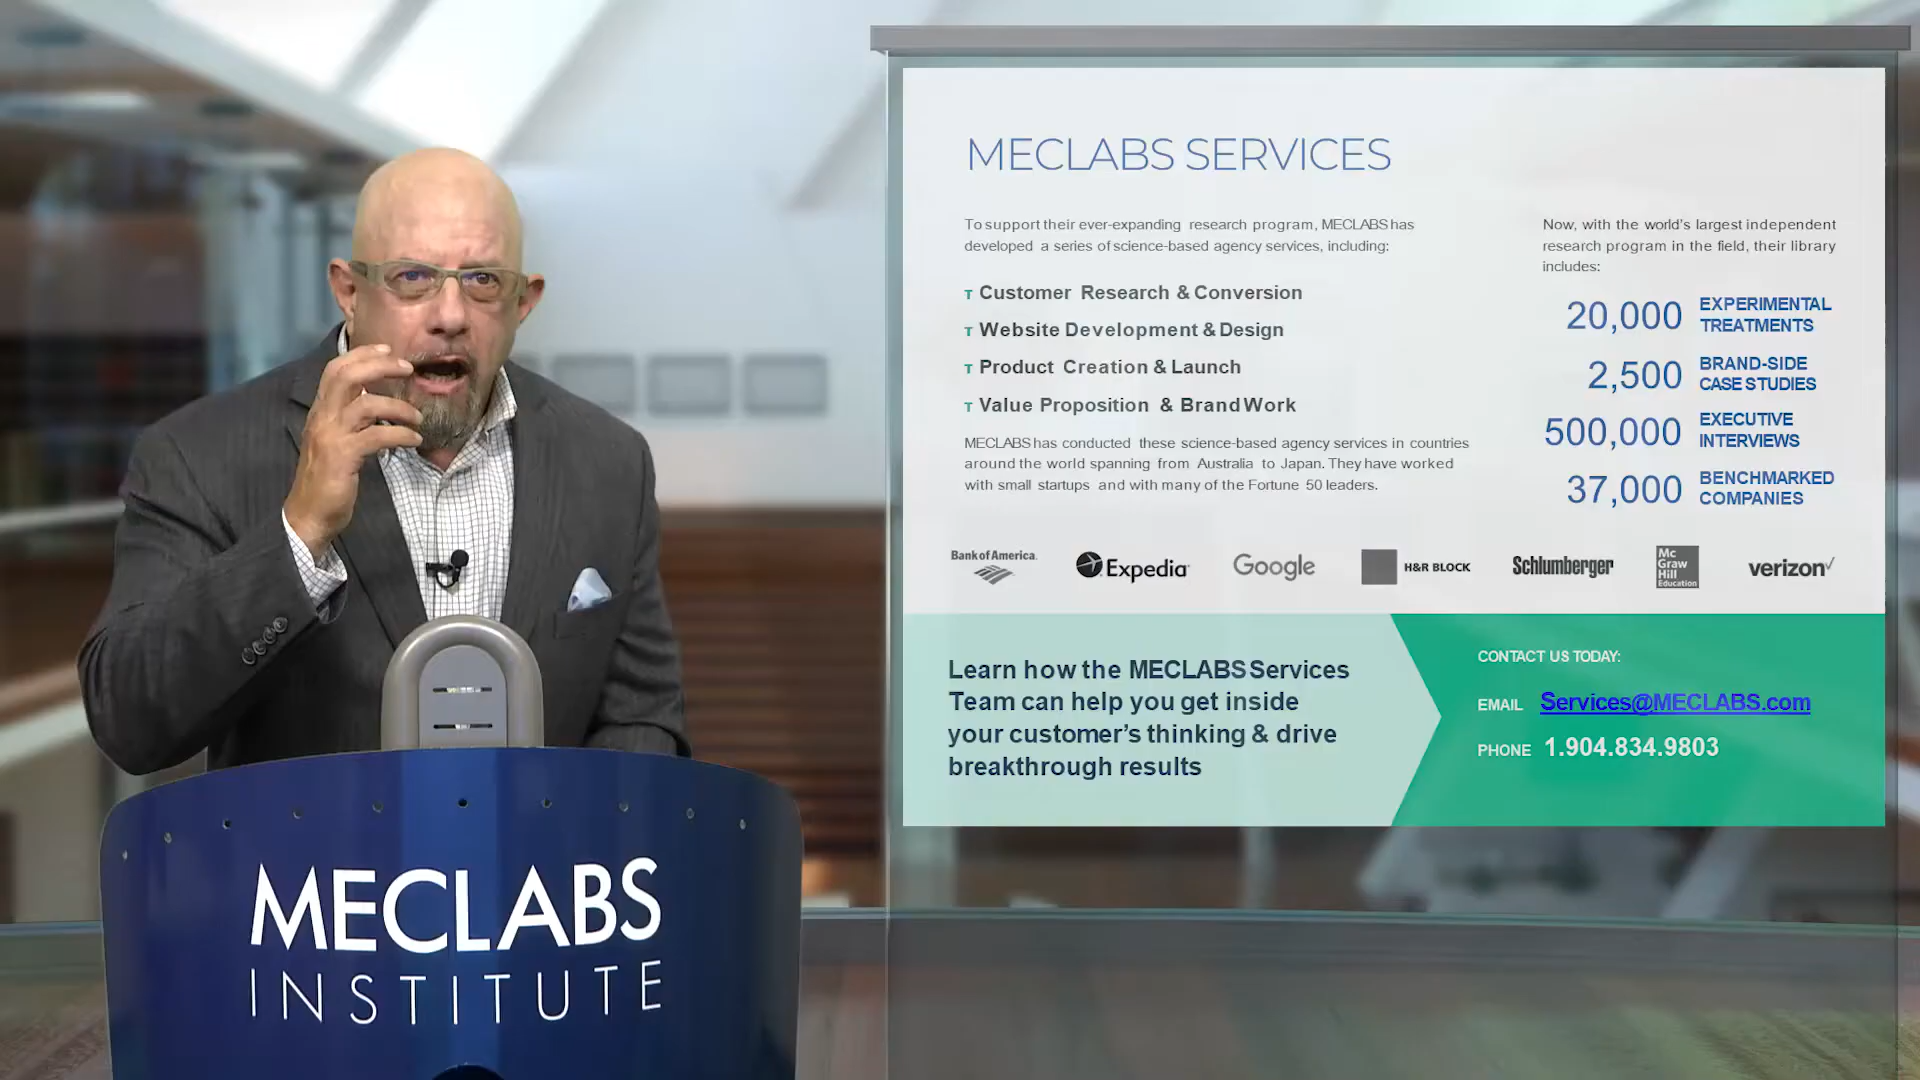 MECLABS SERVICES
To support their ever-expanding research program, MECLABS has
developed a series of science-based agency services, including:
T Customer Research & Conversion
T Website Development & Design
T Product Creation & Launch
T Value Proposition & Brand Work
MECLABS has conducted these science-based agency services in countries
around the world spanning from Australia to Japan. They have worked
with small startups and with many of the Fortune 50 leaders.
Now, with the world's largest independent
research program in the field, their library
includes:
20,000 EXPERIMENTAL
TREATMENTS
2,500 BRAND-SIDE
CASE STUDIES
500,000 EXECUTIVE
INTERVIEWS
37,000 BENCHMARKED
COMPANIES
Bank of America.
Expedia
Google
H&R BLOCK
Schlumberger
Mc
Graw
Hill
Education
verizon✓
Learn how the MECLABS Services
Team can help you get inside
your customer's thinking & drive
breakthrough results
CONTACT US TODAY:
EMAIL Services@MECLABS.com
PHONE 1.904.834.9803
MECLABS
INSTITUTE